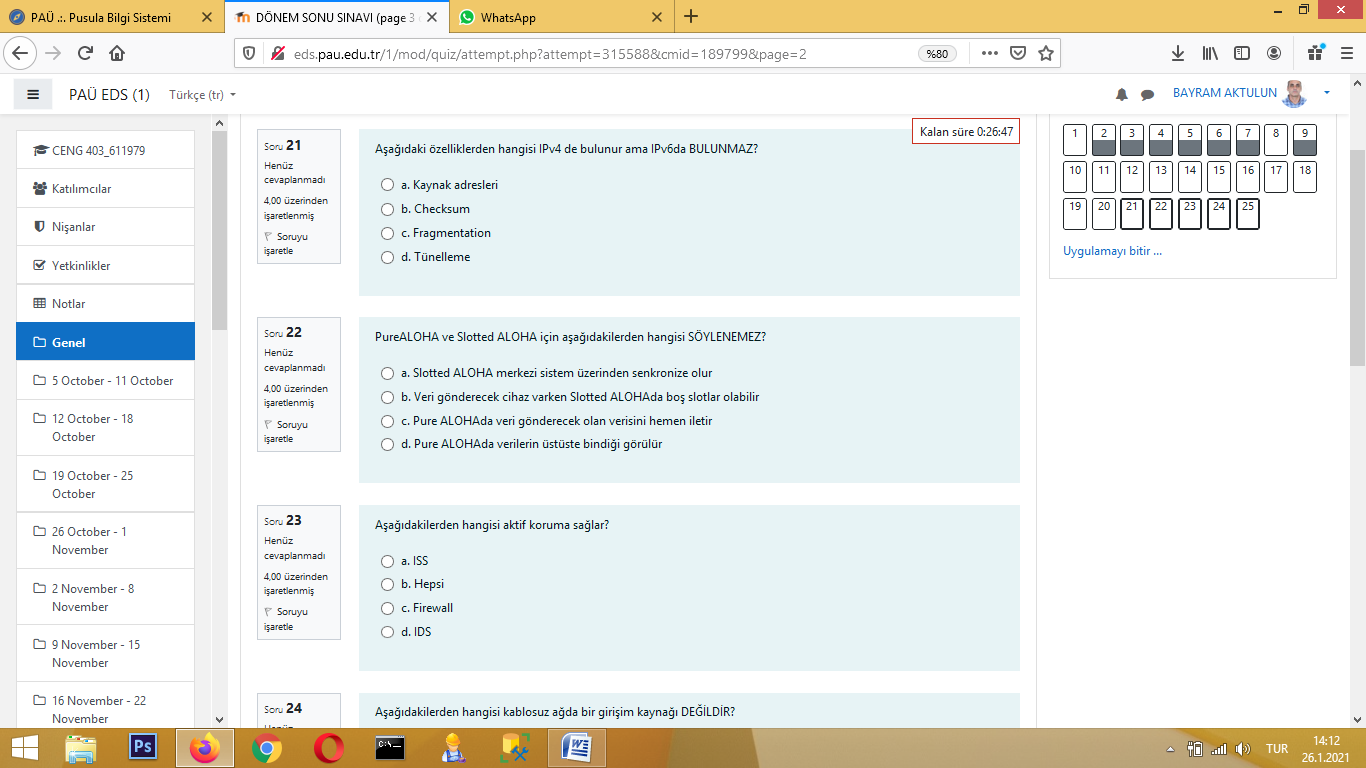 PAÜ .:. Pusula Bilgi Sistemi
DÖNEM SONU SINAVI (page 3
WhatsApp
eds.pau.edu.tr/1/mod/quiz/attempt.php?attempt=315588&cmid=189799&page=2
%80
PAÜ EDS (1)
Türkçe (tr)
BAYRAM AKTULUN
CENG 403_611979
Katılımcılar
Nişanlar
Yetkinlikler
Notlar
Genel
5 October - 11 October
12 October - 18
October
19 October - 25
October
26 October - 1
November
2 November - 8
November
9 November - 15
November
16 November - 22
November
Kalan süre 0:26:47
Soru 21
Henüz
cevaplanmadı
4,00 üzerinden
işaretlenmiş
Soruyu
işaretle
Aşağıdaki özelliklerden hangisi IPv4 de bulunur ama IPv6da BULUNMAZ?
a. Kaynak adresleri
b. Checksum
c. Fragmentation
d. Tünelleme
Soru 22
Henüz
cevaplanmadı
4,00 üzerinden
işaretlenmiş
Soruyu
işaretle
PureALOHA ve Slotted ALOHA için aşağıdakilerden hangisi SÖYLENEMEZ?
a. Slotted ALOHA merkezi sistem üzerinden senkronize olur
b. Veri gönderecek cihaz varken Slotted ALOHAda boş slotlar olabilir
c. Pure ALOHAda veri gönderecek olan verisini hemen iletir
d. Pure ALOHAda verilerin üstüste bindiği görülür
Soru 23
Henüz
cevaplanmadı
4,00 üzerinden
işaretlenmiş
Soruyu
işaretle
Aşağıdakilerden hangisi aktif koruma sağlar?
a. ISS
b. Hepsi
c. Firewall
d. IDS
Soru 24
Aşağıdakilerden hangisi kablosuz ağda bir girişim kaynağı DEĞİLDİR?
1 2 3 4 5 6 7 8 9
10 11 12 13 14 15 16 17 18
19 20 21 22 23 24 25
Uygulamayı bitir ...
Ps
C:\_
TUR
14:12
26.1.2021